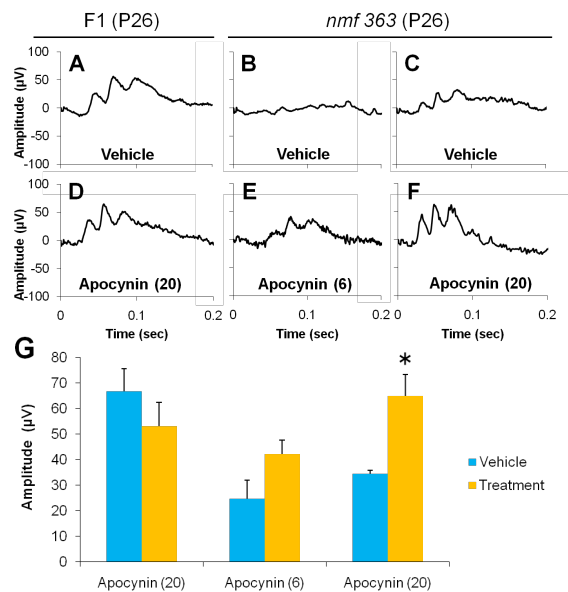 F1 (P26)
nmf 363 (P26)
A
B
C
100
50
0
-50
-100
Amplitude (µV)
Vehicle
Vehicle
Vehicle
D
E
F
100
50
0
-50
-100
Amplitude (µV)
Apocynin (20)
Apocynin (6)
Apocynin (20)
0 0.1 0.2
0 0.1 0.2
0 0.1 0.2
Time (sec)
Time (sec)
Time (sec)
G
80
70
60
50
40
30
20
10
0
Amplitude (µV)
*
Vehicle
Treatment
Apocynin (20)
Apocynin (6)
Apocynin (20)